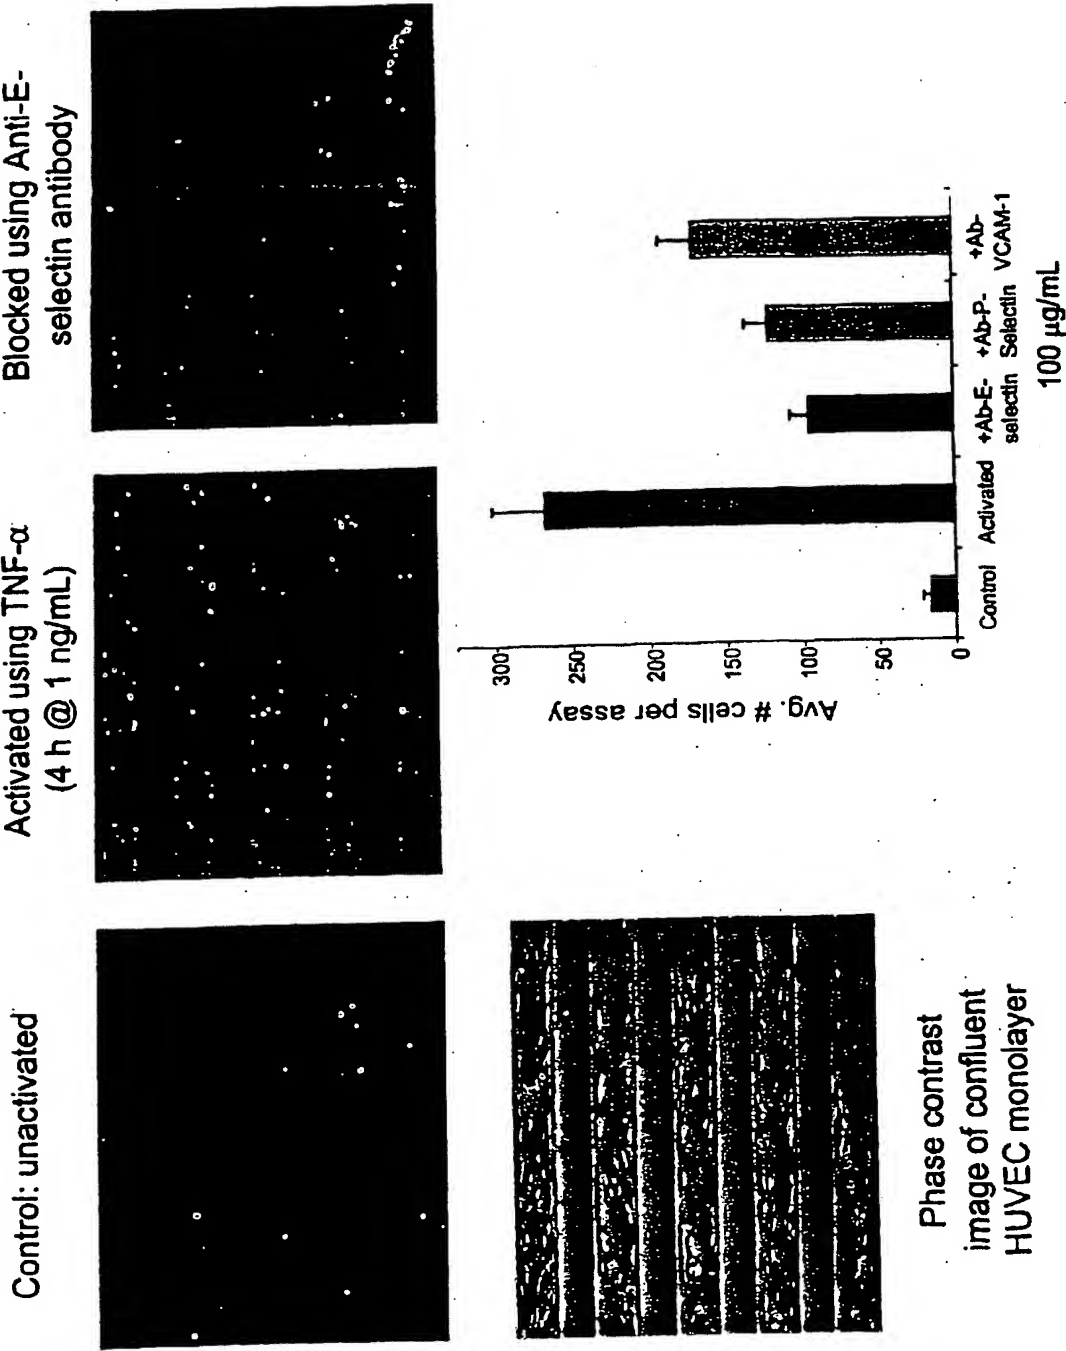 Control: unactivated
Activated using TNF-α
(4 h @ 1 ng/mL)
Blocked using Anti-E-
selectin antibody
Phase contrast
image of confluent
HUVEC monolayer
Avg. # cells per assay
300
250
200
150
100
50
0
Control
Activated
+Ab-E-
selectin
+Ab-P-
Selectin
+Ab-
VCAM-1
100 µg/mL